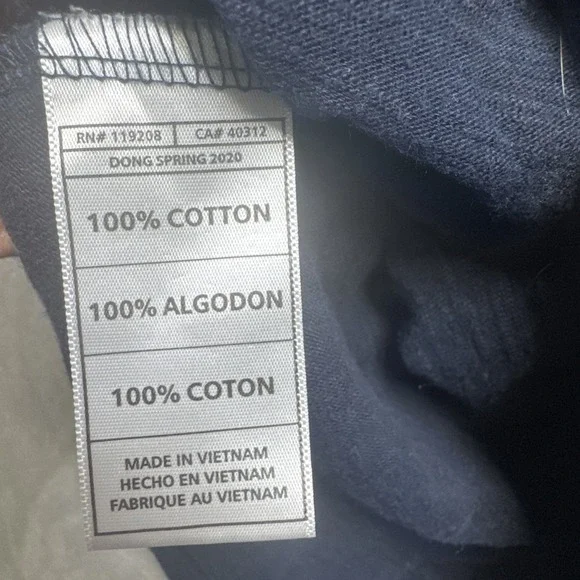 RN# 119208 CA# 40312
DONG SPRING 2020
100% COTTON
100% ALGODON
100% COTON
MADE IN VIETNAM
HECHO EN VIETNAM
FABRIQUE AU VIETNAM